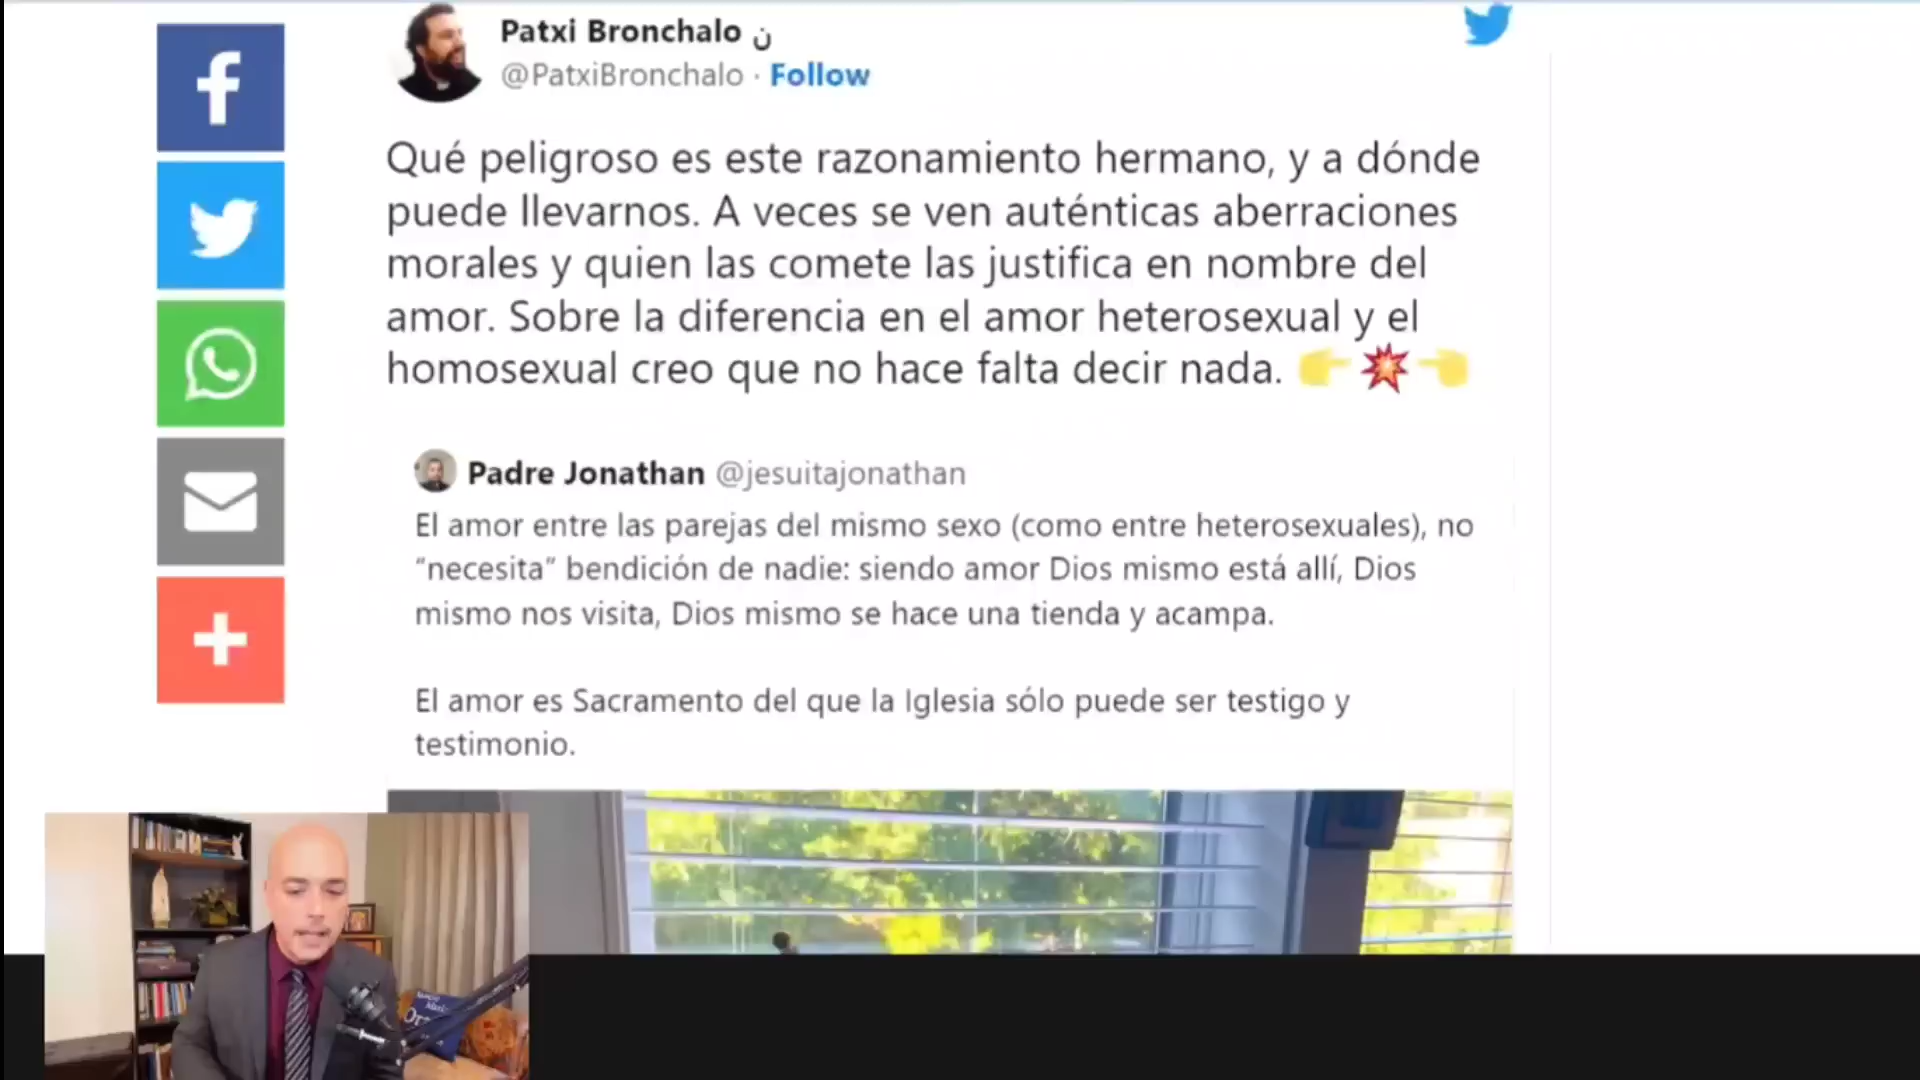 Patxi Bronchalo ن
@PatxiBronchalo · Follow
Qué peligroso es este razonamiento hermano, y a dónde
puede llevarnos. A veces se ven auténticas aberraciones
morales y quien las comete las justifica en nombre del
amor. Sobre la diferencia en el amor heterosexual y el
homosexual creo que no hace falta decir nada. 👉💥👈
Padre Jonathan @jesuitajonathan
El amor entre las parejas del mismo sexo (como entre heterosexuales), no
“necesita” bendición de nadie: siendo amor Dios mismo está allí, Dios
mismo nos visita, Dios mismo se hace una tienda y acampa.
El amor es Sacramento del que la Iglesia sólo puede ser testigo y
testimonio.